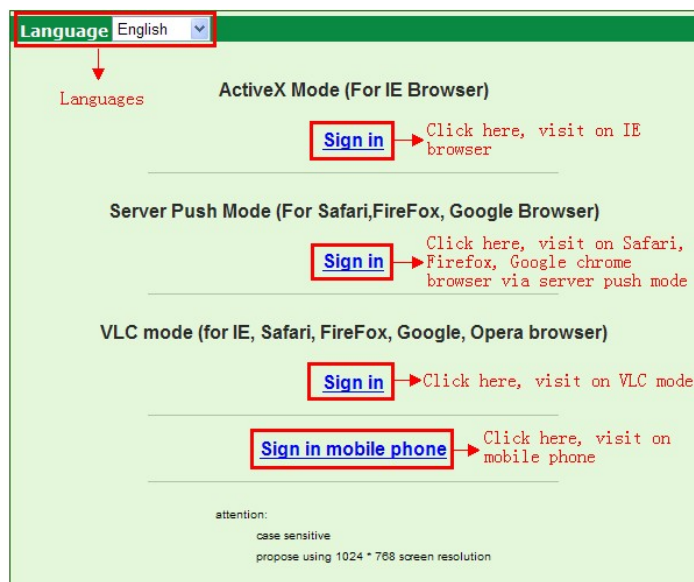 Language English
Languages
ActiveX Mode (For IE Browser)
Sign in
Click here, visit on IE
browser
Server Push Mode (For Safari,FireFox, Google Browser)
Sign in
Click here, visit on Safari,
Firefox, Google chrome
browser via server push mode
VLC mode (for IE, Safari, FireFox, Google, Opera browser)
Sign in
Click here, visit on VLC mode
Sign in mobile phone
Click here, visit on
mobile phone
attention:
case sensitive
propose using 1024 * 768 screen resolution